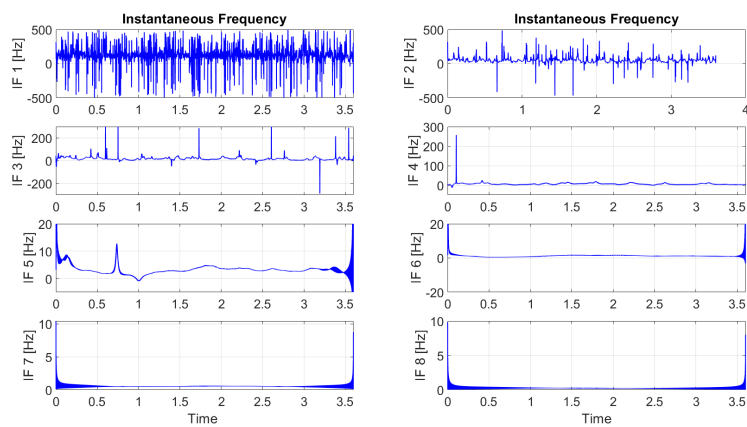 Instantaneous Frequency
IF 1 [Hz]
500
0
-500
0 0.5 1 1.5 2 2.5 3 3.5
Instantaneous Frequency
IF 2 [Hz]
500
0
-500
0 1 2 3 4
IF 3 [Hz]
200
0
-200
0 0.5 1 1.5 2 2.5 3 3.5
IF 4 [Hz]
300
200
100
0
0 0.5 1 1.5 2 2.5 3 3.5
IF 5 [Hz]
20
10
0
0 0.5 1 1.5 2 2.5 3 3.5
IF 6 [Hz]
20
0
-20
0 0.5 1 1.5 2 2.5 3 3.5
IF 7 [Hz]
10
5
0
0 0.5 1 1.5 2 2.5 3 3.5
Time
IF 8 [Hz]
10
5
0
0 0.5 1 1.5 2 2.5 3 3.5
Time